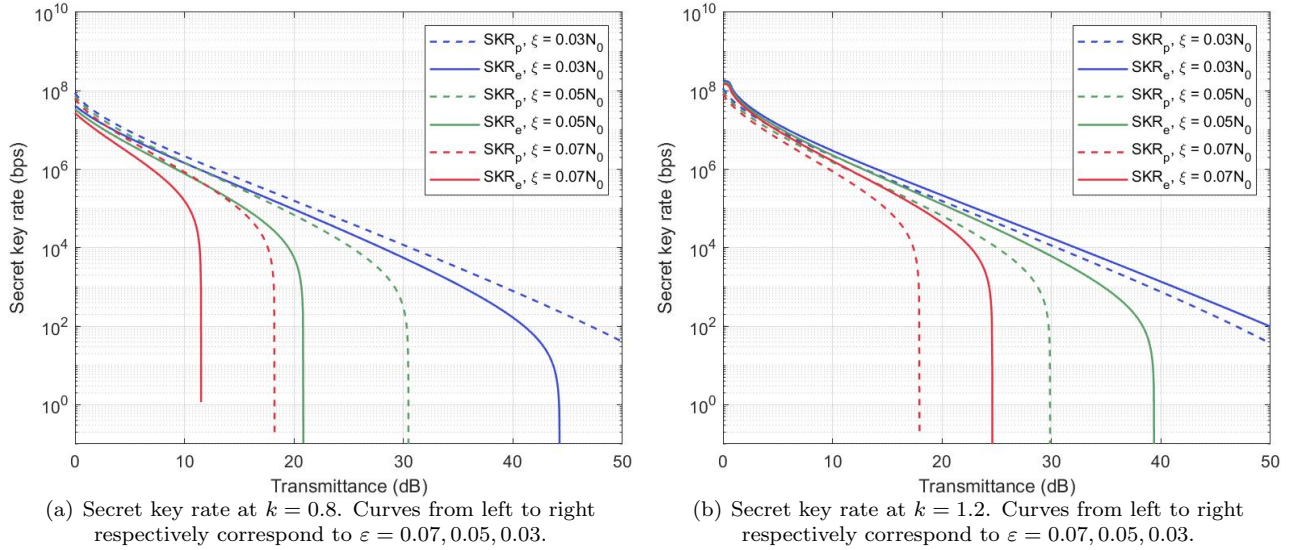 10^10
10^8
10^6
10^4
10^2
10^0
Secret key rate (bps)
SKR_p, ξ = 0.03N_0
SKR_e, ξ = 0.03N_0
SKR_p, ξ = 0.05N_0
SKR_e, ξ = 0.05N_0
SKR_p, ξ = 0.07N_0
SKR_e, ξ = 0.07N_0
0 10 20 30 40 50
Transmittance (dB)
(a) Secret key rate at k = 0.8. Curves from left to right
respectively correspond to ε = 0.07, 0.05, 0.03.
10^10
10^8
10^6
10^4
10^2
10^0
Secret key rate (bps)
SKR_p, ξ = 0.03N_0
SKR_e, ξ = 0.03N_0
SKR_p, ξ = 0.05N_0
SKR_e, ξ = 0.05N_0
SKR_p, ξ = 0.07N_0
SKR_e, ξ = 0.07N_0
0 10 20 30 40 50
Transmittance (dB)
(b) Secret key rate at k = 1.2. Curves from left to right
respectively correspond to ε = 0.07, 0.05, 0.03.